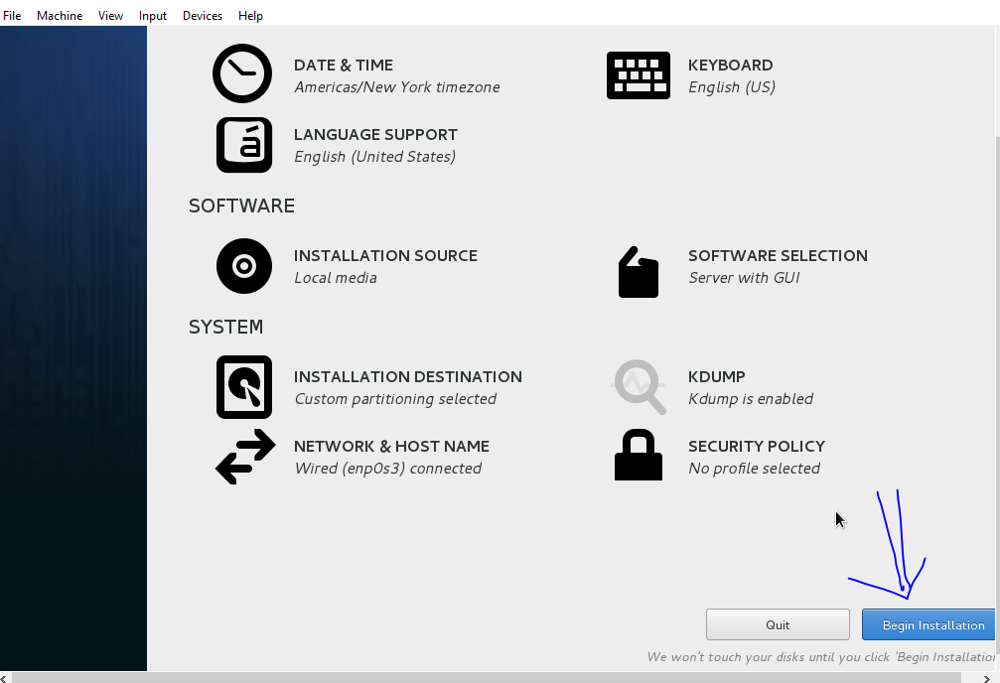 File Machine View Input Devices Help
DATE & TIME
Americas/New York timezone
KEYBOARD
English (US)
LANGUAGE SUPPORT
English (United States)
SOFTWARE
INSTALLATION SOURCE
Local media
SOFTWARE SELECTION
Server with GUI
SYSTEM
INSTALLATION DESTINATION
Custom partitioning selected
KDUMP
Kdump is enabled
NETWORK & HOST NAME
Wired (enp0s3) connected
SECURITY POLICY
No profile selected
Quit
Begin Installation
We won't touch your disks until you click 'Begin Installation